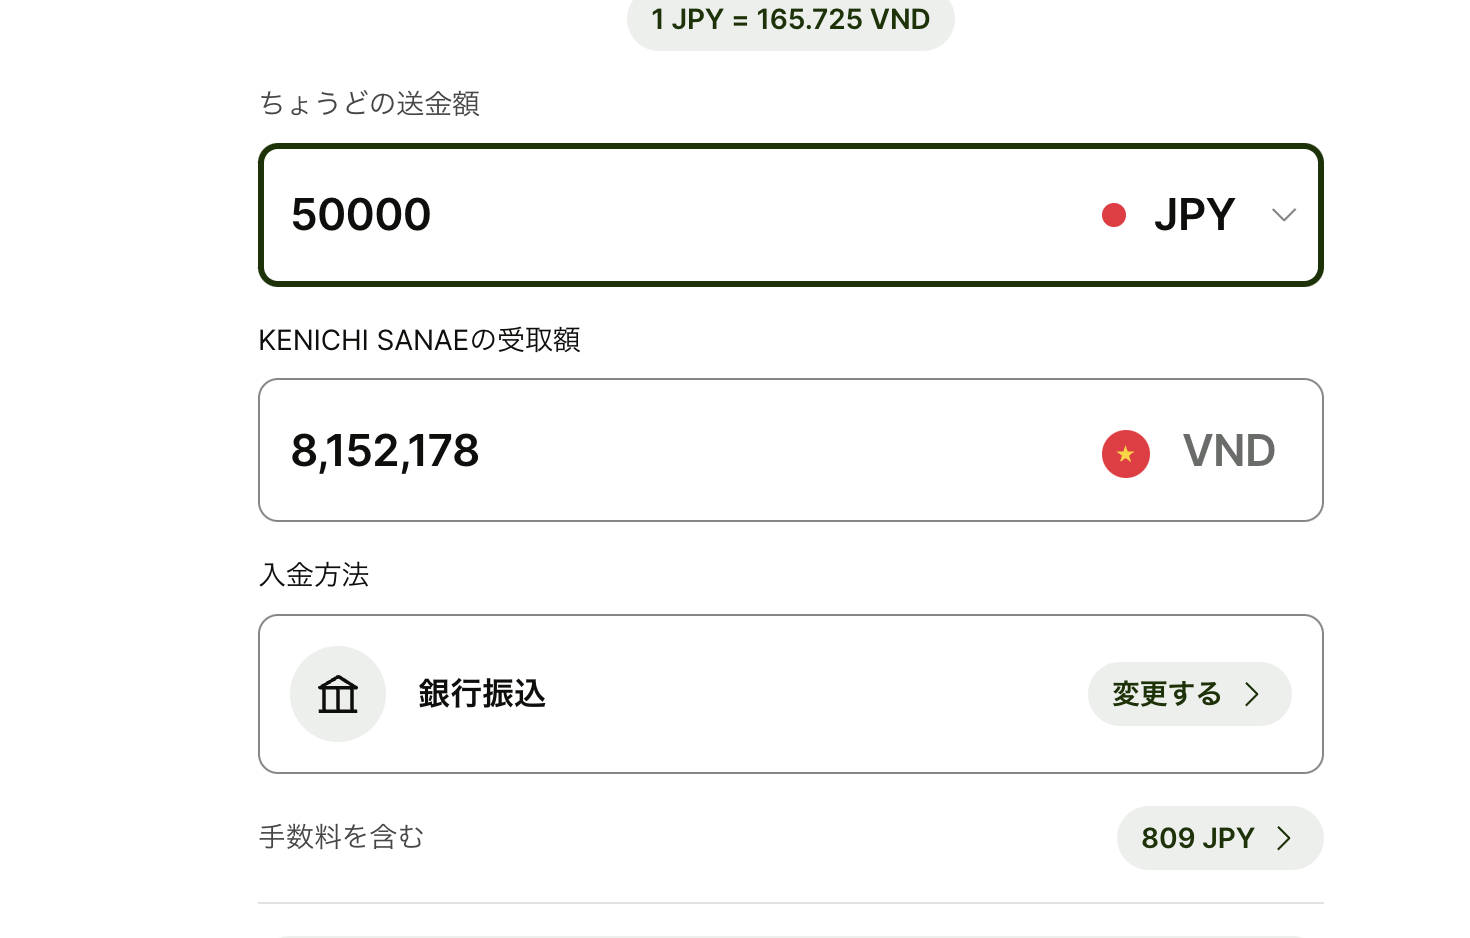 1 JPY = 165.725 VND
ちょうどの送金額
50000 JPY
KENICHI SANAEの受取額
8,152,178 VND
入金方法
銀行振込 変更する
手数料を含む 809 JPY